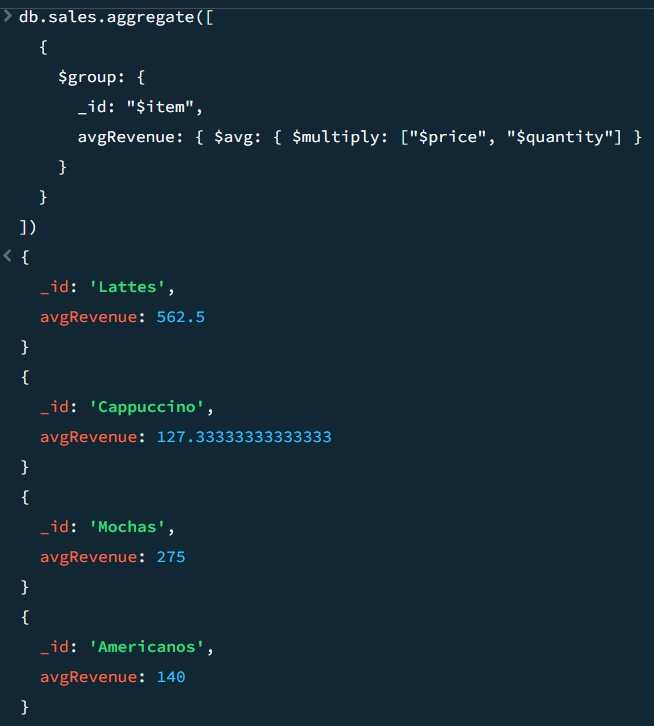 > db.sales.aggregate([
{
$group: {
_id: "$item",
avgRevenue: { $avg: { $multiply: ["$price", "$quantity"] }
}
}
])
< {
_id: 'Lattes',
avgRevenue: 562.5
}
{
_id: 'Cappuccino',
avgRevenue: 127.33333333333333
}
{
_id: 'Mochas',
avgRevenue: 275
}
{
_id: 'Americanos',
avgRevenue: 140
}